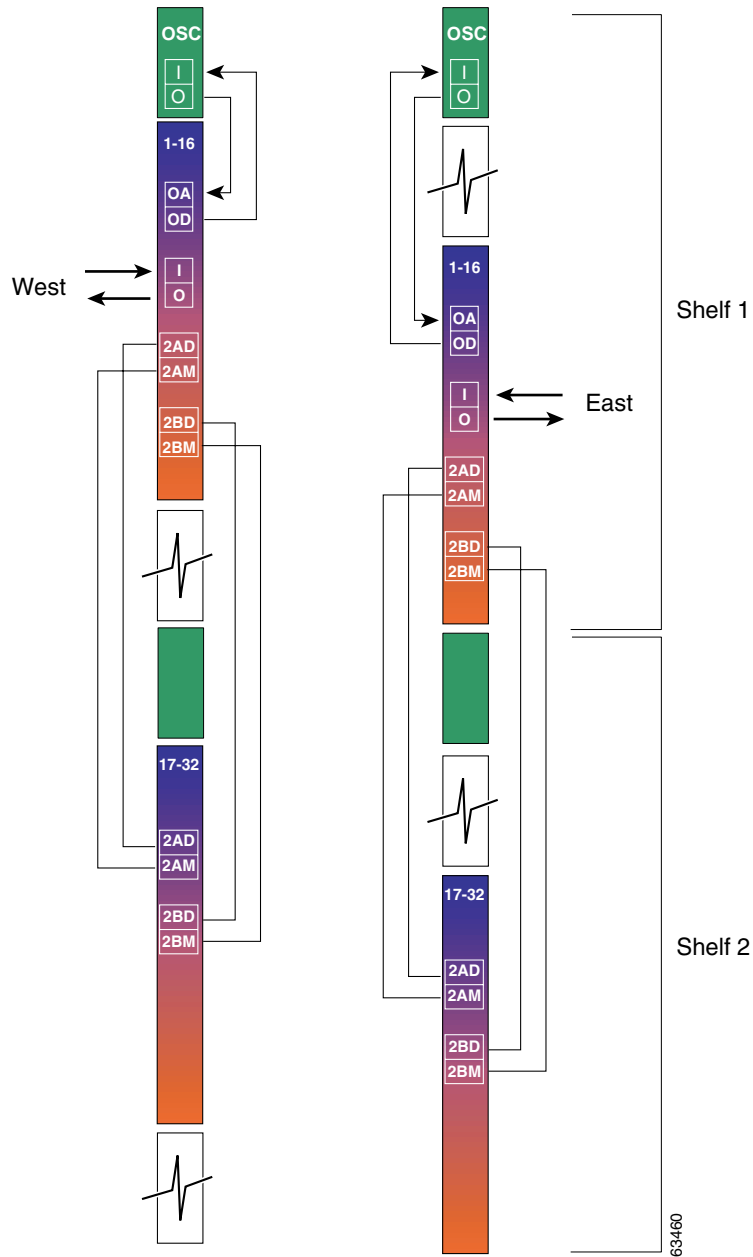 OSC
I
O
1-16
OA
OD
I
O
West
2AD
2AM
2BD
2BM
17-32
2AD
2AM
2BD
2BM
OSC
I
O
1-16
OA
OD
I
O
East
2AD
2AM
2BD
2BM
17-32
2AD
2AM
2BD
2BM
Shelf 1
Shelf 2
63460